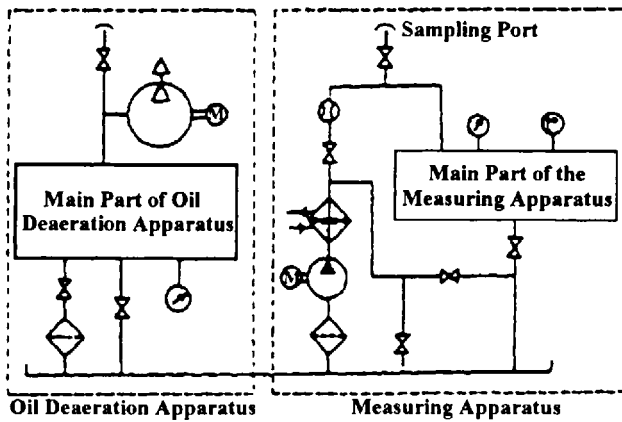 Sampling Port
M
Main Part of Oil
Deaeration Apparatus
Main Part of the
Measuring Apparatus
M
Oil Deaeration Apparatus
Measuring Apparatus